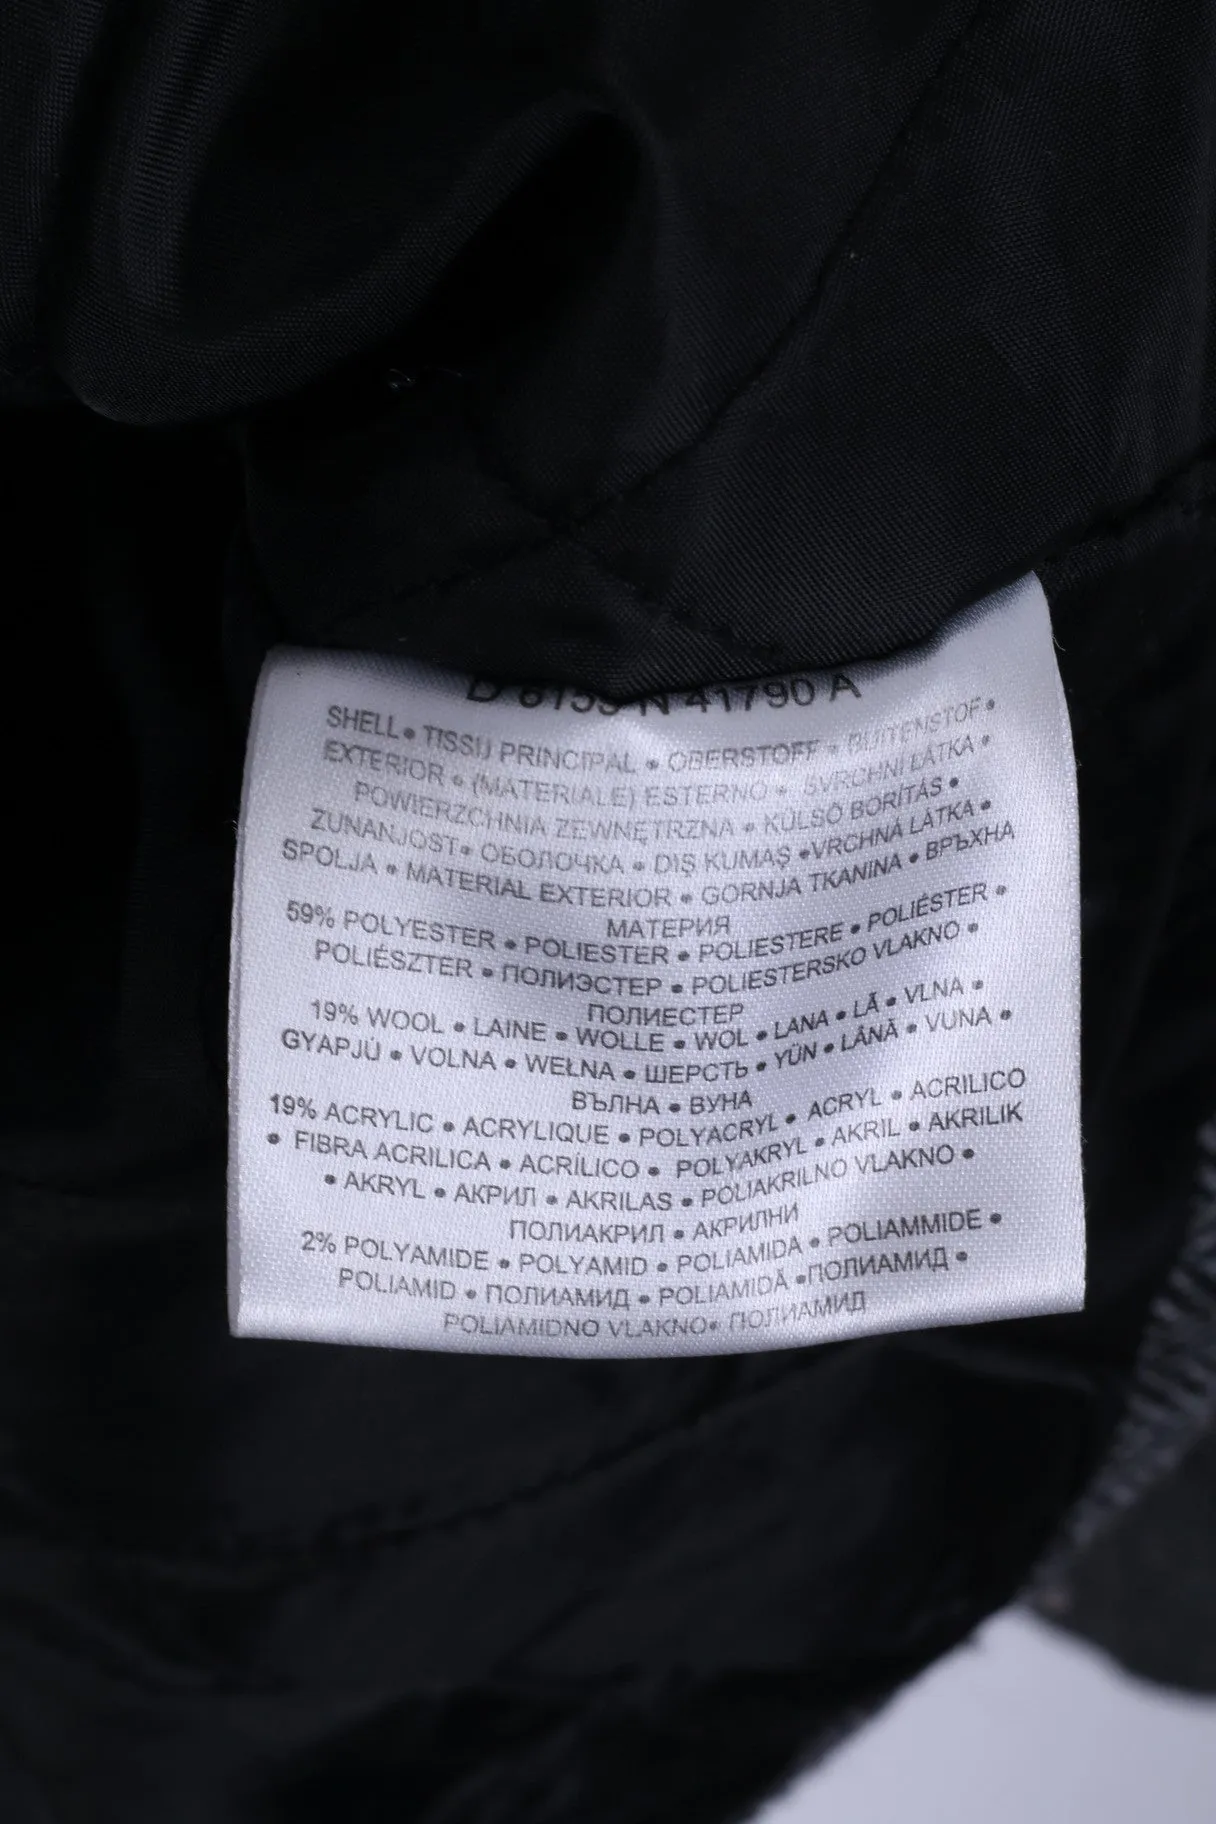 D 6155 N 41790 A
SHELL • TISSU PRINCIPAL • OBERSTOFF • BUITENSTOF •
EXTERIOR • (MATERIALE) ESTERNO • SVRCHNÍ LÁTKA •
POWIERZCHNIA ZEWNĘTRZNA • KÜLSŐ BORÍTÁS •
ZUNANJOST • ОБОЛОЧКА • DIŞ KUMAŞ • VRCHNÁ LÁTKA •
SPOLJA • MATERIAL EXTERIOR • GORNJA TKANINA • ВРЪХНА
МАТЕРИЯ
59% POLYESTER • POLIESTER • POLIESTERE • POLIÉSTER •
POLIÉSZTER • ПОЛИЭСТЕР • POLIESTERSKO VLAKNO •
ПОЛИЕСТЕР
19% WOOL • LAINE • WOLLE • WOL • LANA • LÃ • VLNA •
GYAPJÚ • VOLNA • WEŁNA • ШЕРСТЬ • YÜN • LÂNĂ • VUNA •
ВЪЛНА • ВУНА
19% ACRYLIC • ACRYLIQUE • POLYACRYL • ACRYL • ACRILICO
• FIBRA ACRILICA • ACRÍLICO • POLYAKRYL • AKRIL • AKRILIK
• AKRYL • АКРИЛ • AKRILAS • POLIAKRILNO VLAKNO •
ПОЛИАКРИЛ • АКРИЛНИ
2% POLYAMIDE • POLYAMID • POLIAMIDA • POLIAMMIDE •
POLIAMID • ПОЛИАМИД • POLIAMIDĂ • ПОЛИАМИД •
POLIAMIDNO VLAKNO • ПОЛИАМИД